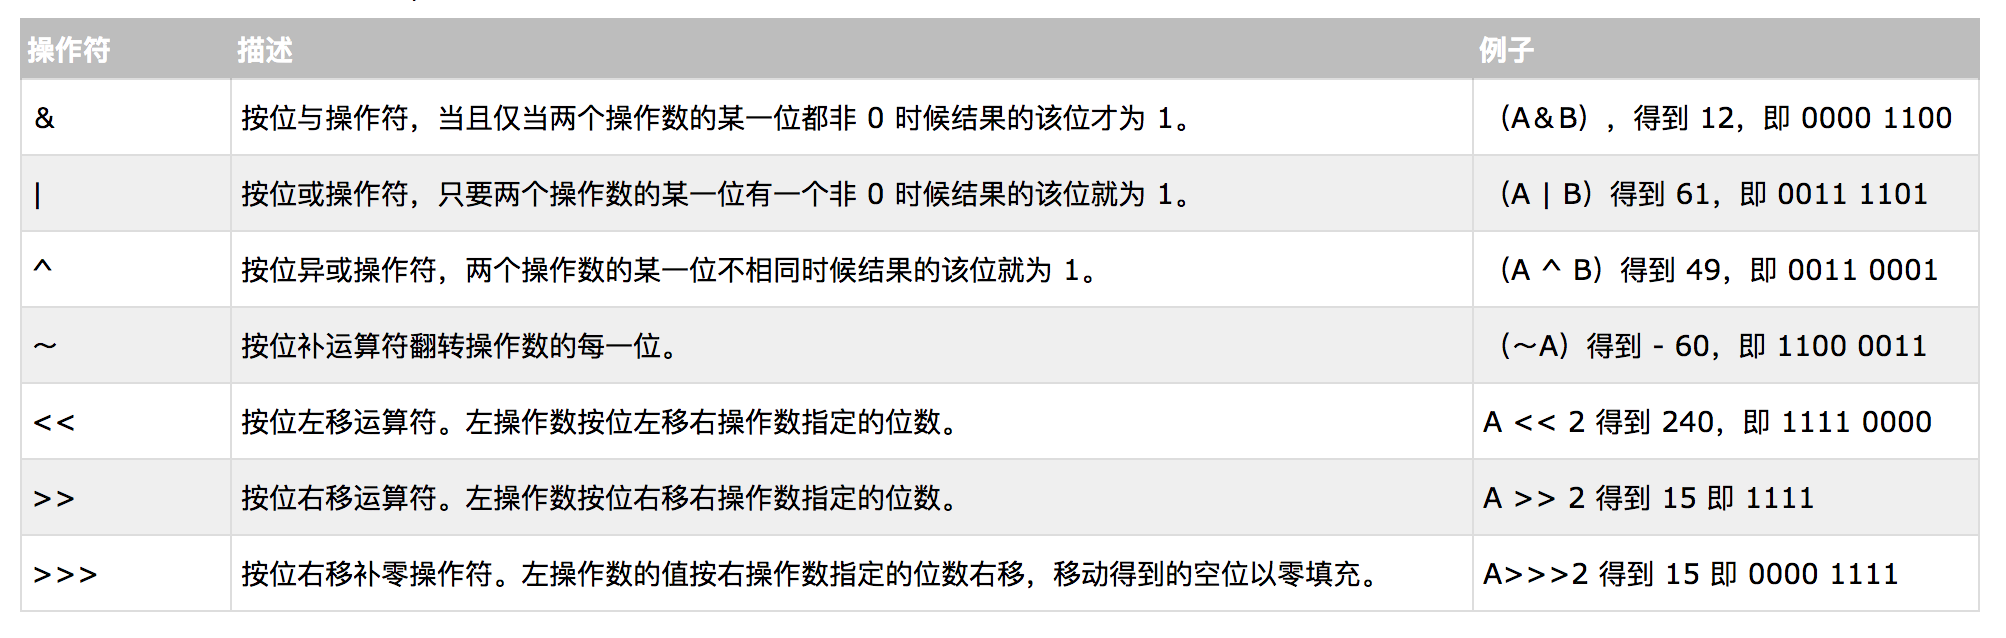 操作符 描述 例子
& 按位与操作符，当且仅当两个操作数的某一位都非 0 时候结果的该位才为 1。 （A&B），得到 12，即 0000 1100
| 按位或操作符，只要两个操作数的某一位有一个非 0 时候结果的该位就为 1。 （A | B）得到 61，即 0011 1101
^ 按位异或操作符，两个操作数的某一位不相同时候结果的该位就为 1。 （A ^ B）得到 49，即 0011 0001
～ 按位补运算符翻转操作数的每一位。 （～A）得到 - 60，即 1100 0011
<< 按位左移运算符。左操作数按位左移右操作数指定的位数。 A << 2 得到 240，即 1111 0000
>> 按位右移运算符。左操作数按位右移右操作数指定的位数。 A >> 2 得到 15 即 1111
>>> 按位右移补零操作符。左操作数的值按右操作数指定的位数右移，移动得到的空位以零填充。 A>>>2 得到 15 即 0000 1111